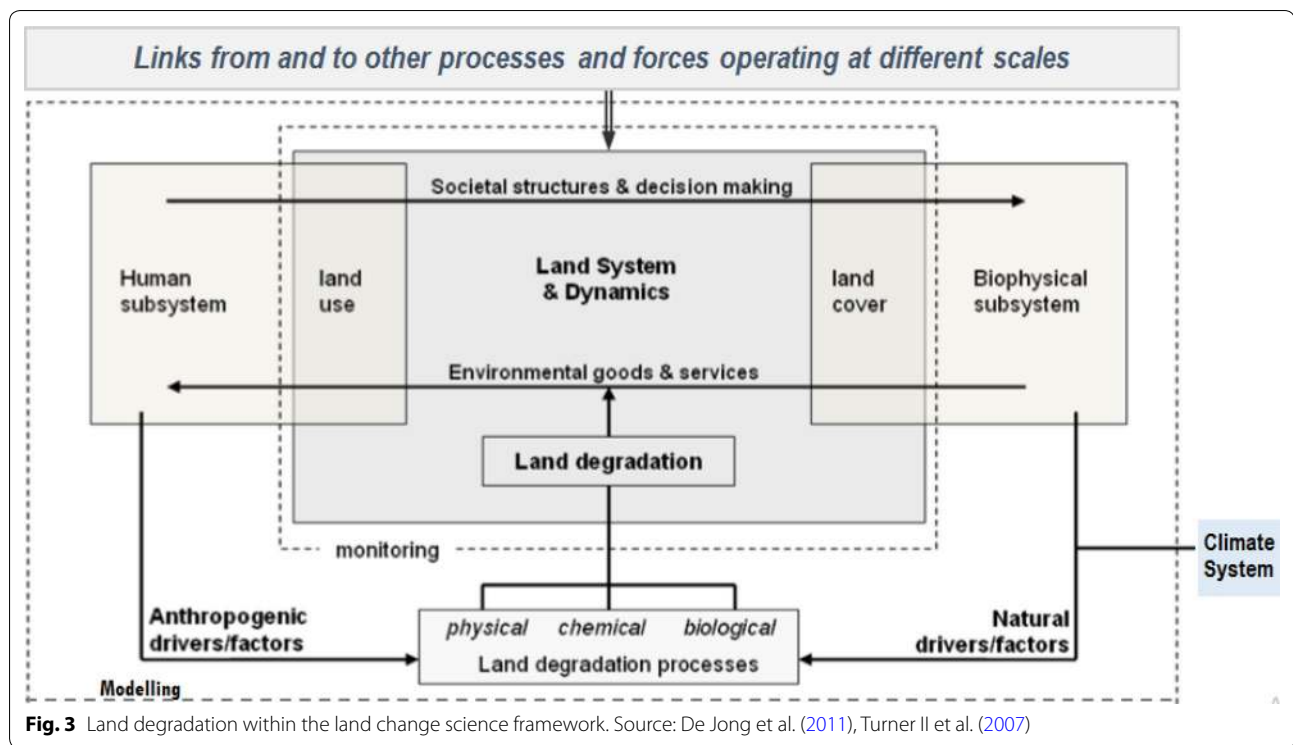 Links from and to other processes and forces operating at different scales
Societal structures & decision making
Human
subsystem
land
use
Land System
& Dynamics
land
cover
Biophysical
subsystem
Environmental goods & services
Land degradation
monitoring
Climate
System
Anthropogenic
drivers/factors
physical chemical biological
Land degradation processes
Natural
drivers/factors
Modelling
Fig. 3 Land degradation within the land change science framework. Source: De Jong et al. (2011), Turner II et al. (2007)